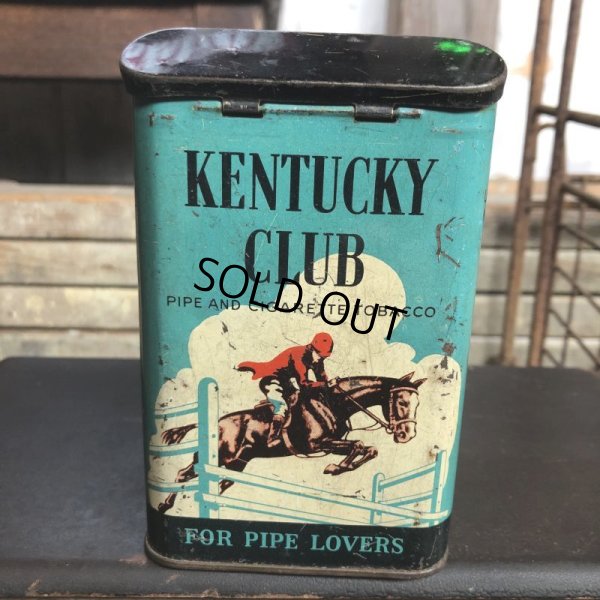 KENTUCKY
CLUB
SOLD OUT
PIPE AND CIGARETTE TOBACCO
FOR PIPE LOVERS